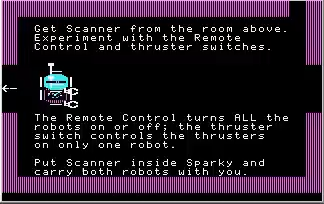 Get Scanner from the room above.
Experiment with the Remote
Control and thruster switches.
The Remote Control turns ALL the
robots on or off; the thruster
switch controls the thrusters
on only one robot.
Put Scanner inside Sparky and
carry both robots with you.